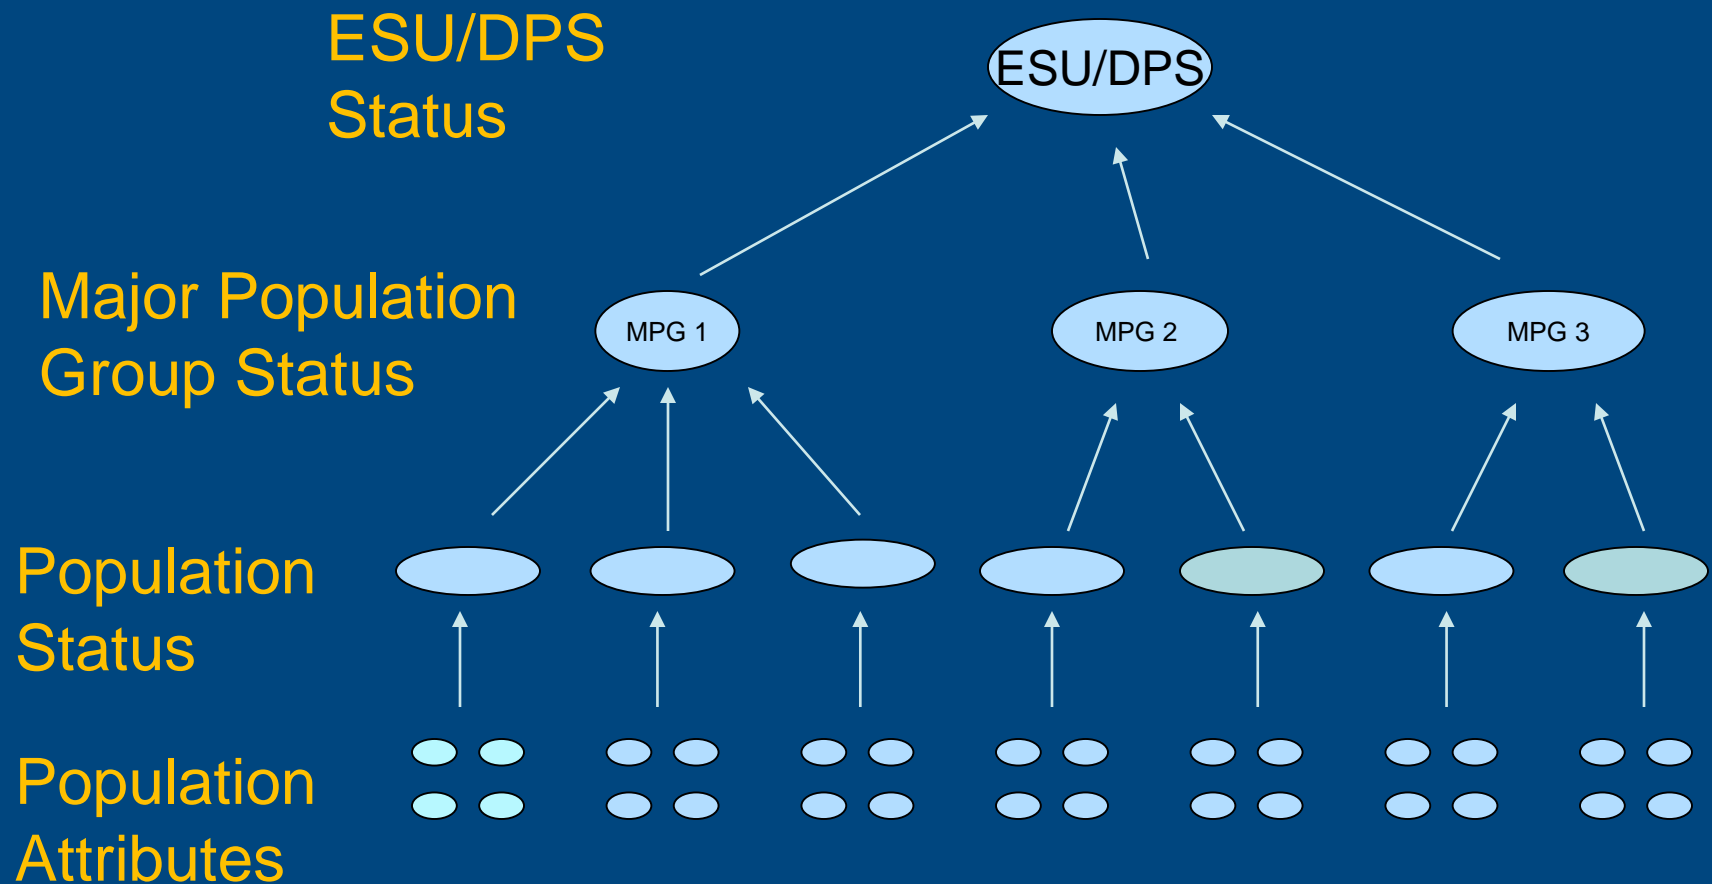 ESU/DPS
Status
ESU/DPS
Major Population
Group Status
MPG 1
MPG 2
MPG 3
Population
Status
Population
Attributes